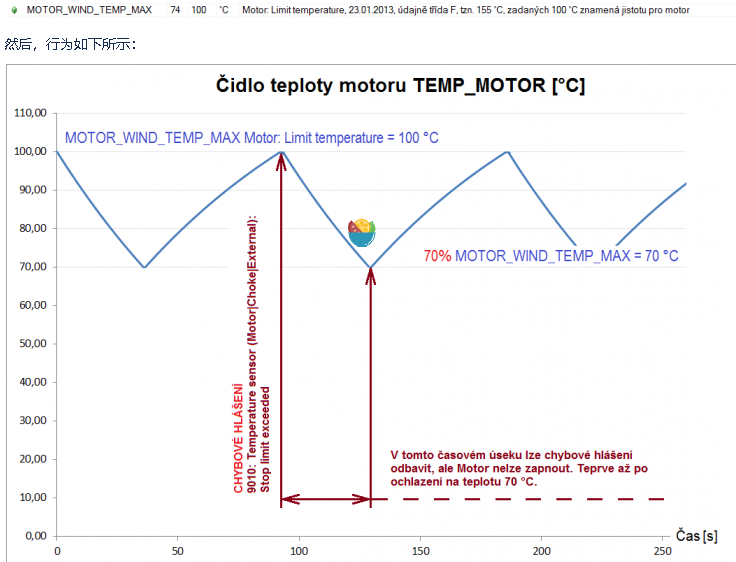 MOTOR_WIND_TEMP_MAX 74 100 °C Motor: Limit temperature, 23.01.2013, údajně třída F, tzn. 155 °C, zadaných 100 °C znamená jistotu pro motor
然后，行为如下所示：
Čidlo teploty motoru TEMP_MOTOR [°C]
110,00
MOTOR_WIND_TEMP_MAX Motor: Limit temperature = 100 °C
100,00
90,00
80,00
70% MOTOR_WIND_TEMP_MAX = 70 °C
70,00
60,00
50,00
40,00
30,00
20,00
10,00
0,00
CHYBOVÉ HLÁŠENÍ
9010: Temperature sensor (Motor|Choke|External):
Stop limit exceeded
V tomto časovém úseku lze chybové hlášení
odbavit, ale Motor nelze zapnout. Teprve až po
ochlazení na teplotu 70 °C.
Čas [s]
0 50 100 150 200 250